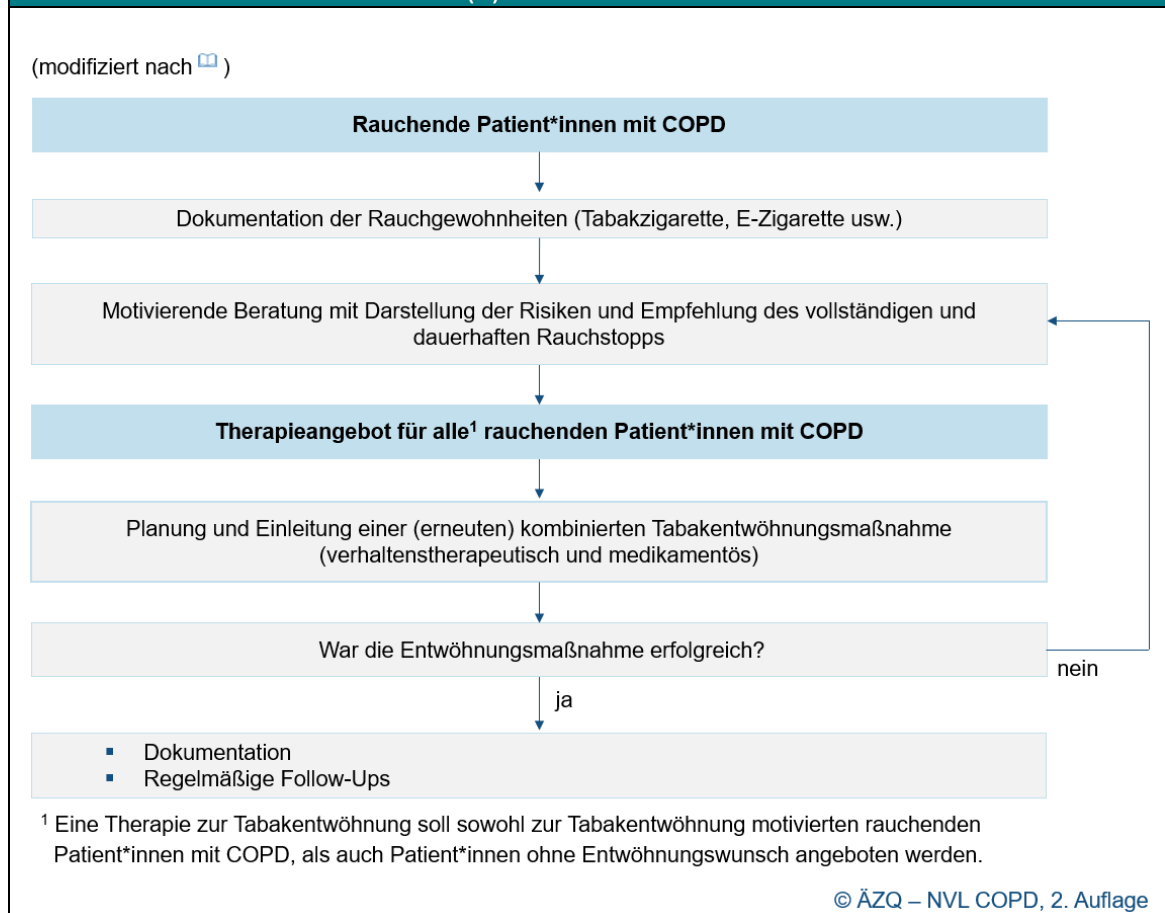 (modifiziert nach )
Rauchende Patient*innen mit COPD
Dokumentation der Rauchgewohnheiten (Tabakzigarette, E-Zigarette usw.)
Motivierende Beratung mit Darstellung der Risiken und Empfehlung des vollständigen und
dauerhaften Rauchstopps
Therapieangebot für alle¹ rauchenden Patient*innen mit COPD
Planung und Einleitung einer (erneuten) kombinierten Tabakentwöhnungsmaßnahme
(verhaltenstherapeutisch und medikamentös)
War die Entwöhnungsmaßnahme erfolgreich?
nein
ja
▪ Dokumentation
▪ Regelmäßige Follow-Ups
¹ Eine Therapie zur Tabakentwöhnung soll sowohl zur Tabakentwöhnung motivierten rauchenden
Patient*innen mit COPD, als auch Patient*innen ohne Entwöhnungswunsch angeboten werden.
© ÄZQ – NVL COPD, 2. Auflage